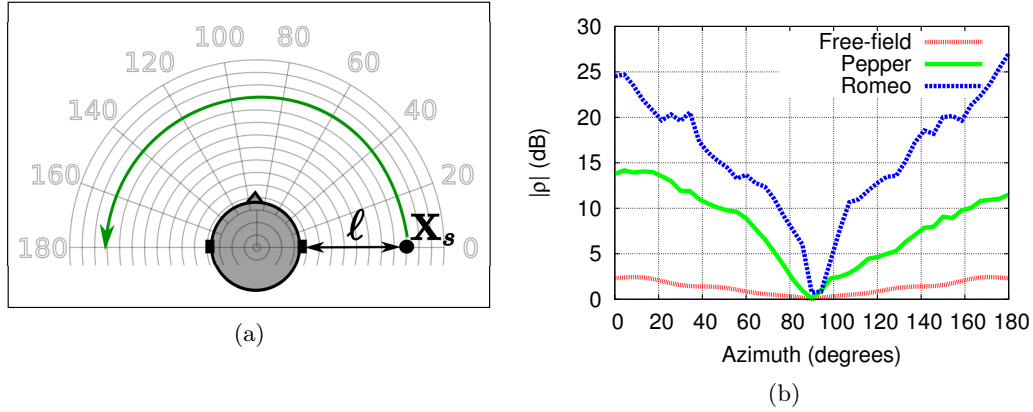 100 80
120 60
140 40
160 20
180 ℓ X_s 0
(a)
30
25
20
15
10
5
0
|ρ| (dB)
Free-field
Pepper
Romeo
0 20 40 60 80 100 120 140 160 180
Azimuth (degrees)
(b)